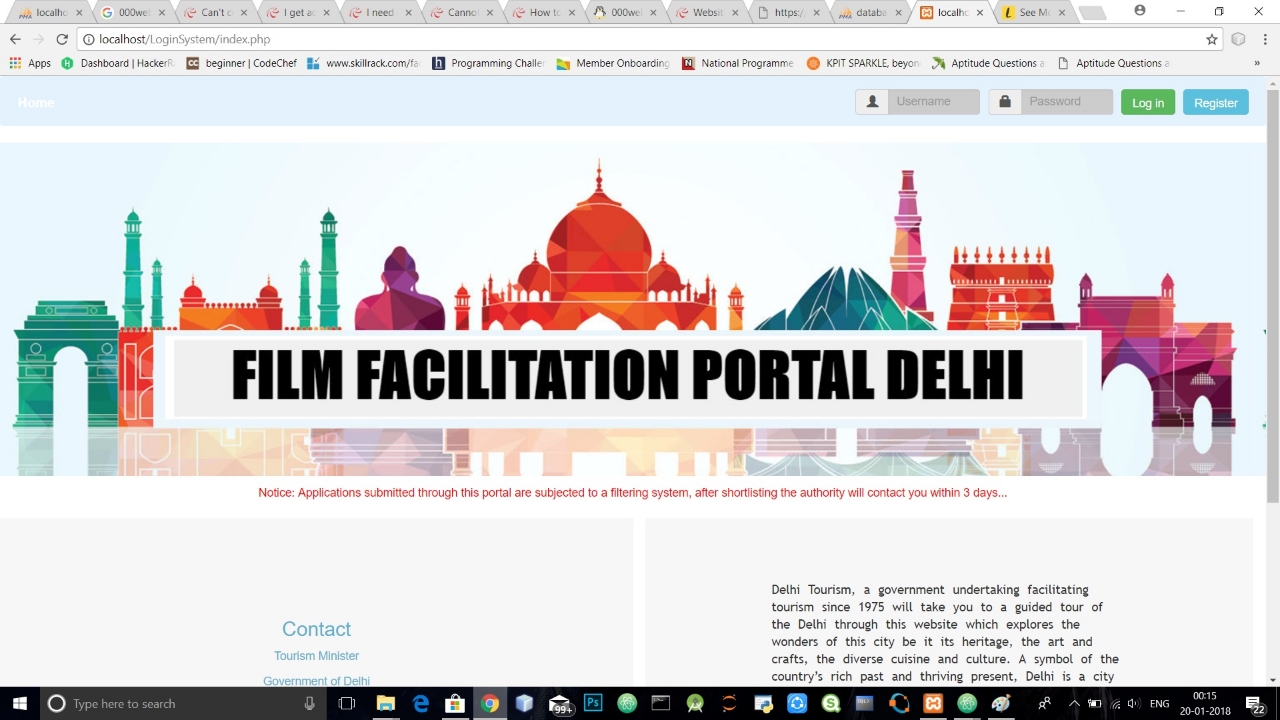 localho
000we
Can't c
I get a
I need
Cannot
How to
000wel
Websit
https:/
databa
localho
See Mo
localhost/LoginSystem/index.php
Apps
Dashboard | HackerR
beginner | CodeChef
www.skillrack.com/fa
Programming Challen
Member Onboarding
National Programme
KPIT SPARKLE, beyon
Aptitude Questions a
Aptitude Questions a
»
Home
Username
Password
Log in
Register
FILM FACILITATION PORTAL DELHI
Notice: Applications submitted through this portal are subjected to a filtering system, after shortlisting the authority will contact you within 3 days...
Contact
Tourism Minister
Government of Delhi
Delhi Tourism, a government undertaking facilitating
tourism since 1975 will take you to a guided tour of
the Delhi through this website which explores the
wonders of this city be it its heritage, the art and
crafts, the diverse cuisine and culture. A symbol of the
country's rich past and thriving present, Delhi is a city
Type here to search
99+
Ps
ENG
00:15
20-01-2018
22